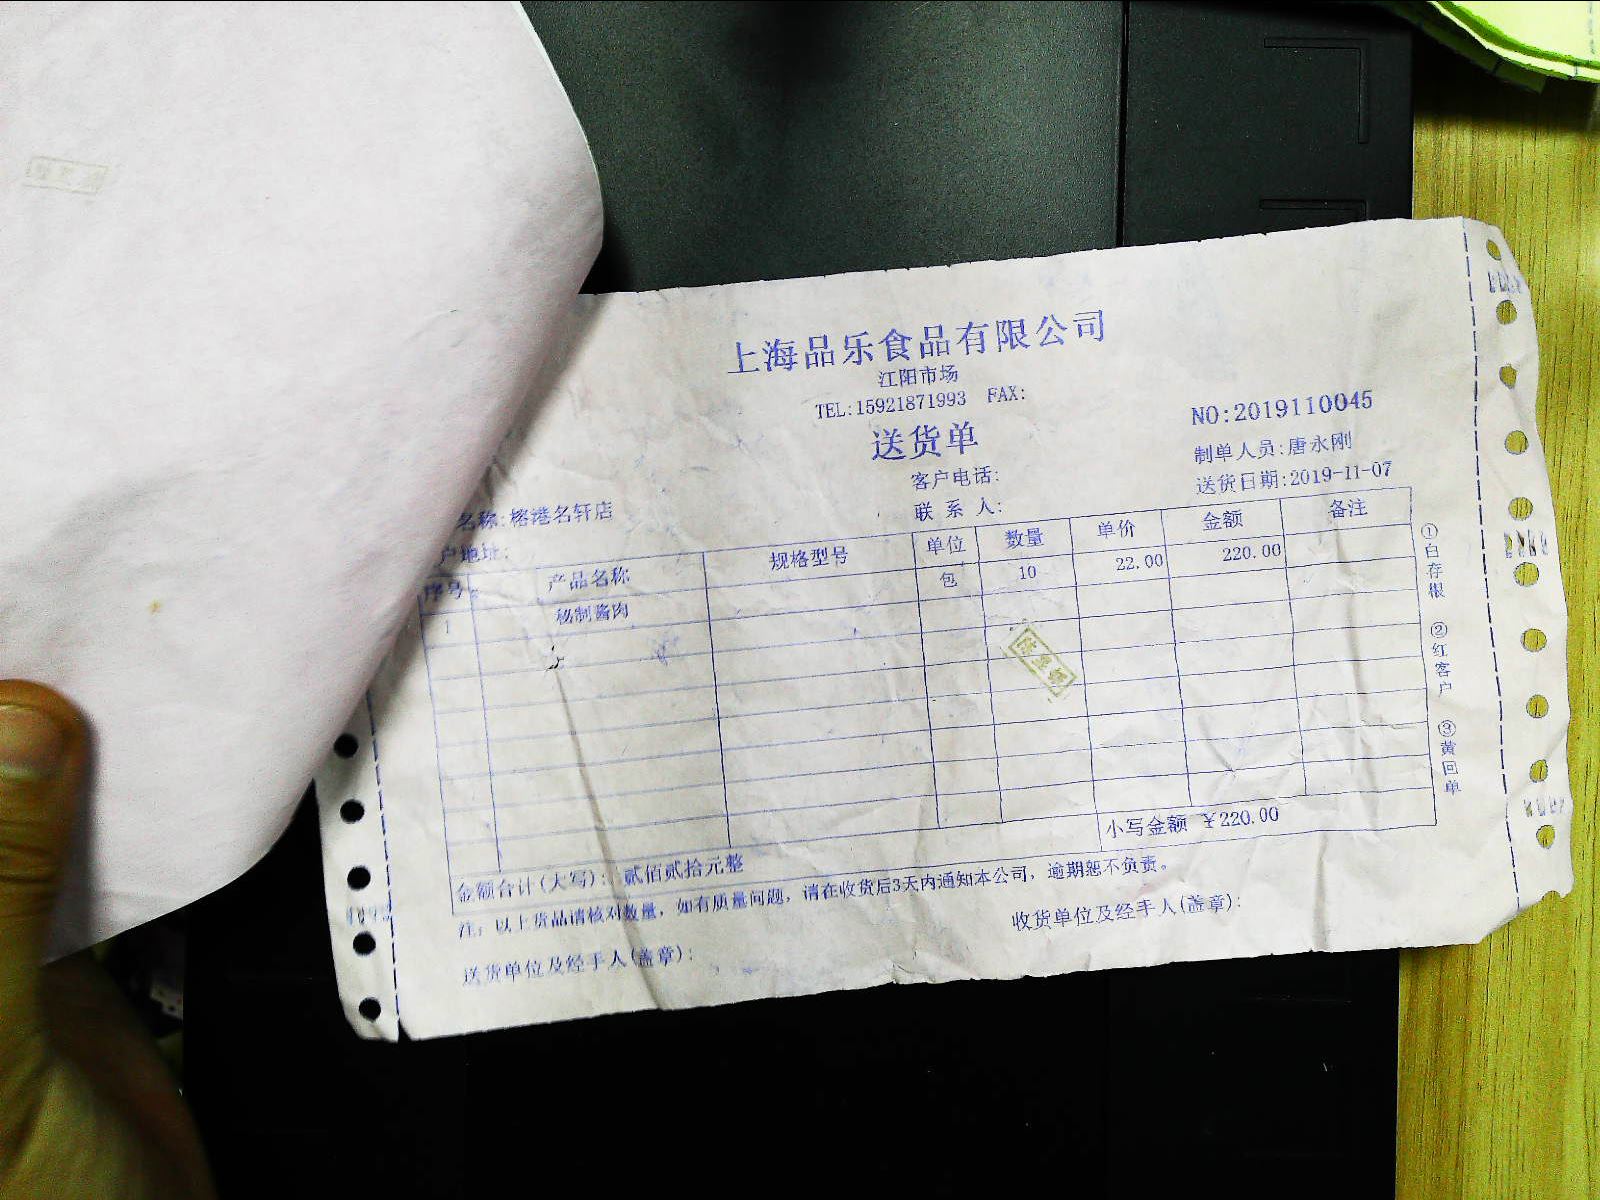 上海品乐食品有限公司
江阳市场
TEL:15921871993 FAX:
送货单
NO:2019110045
制单人员:唐永刚
客户电话:
送货日期:2019-11-07
名称:榕港名轩店
联系人:
户地址:
序号 产品名称 规格型号 单位 数量 单价 金额 备注
1 秘制酱肉 包 10 22.00 220.00
①白存根 ②红客户 ③黄回单
小写金额 ¥220.00
金额合计(大写): 贰佰贰拾元整
注: 以上货品请核对数量,如有质量问题,请在收货后3天内通知本公司,逾期恕不负责。
收货单位及经手人(盖章):
送货单位及经手人(盖章):